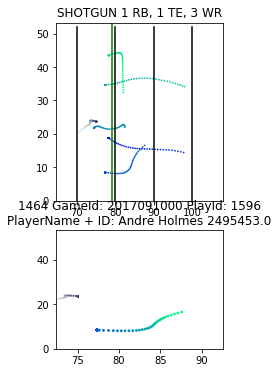 SHOTGUN 1 RB, 1 TE, 3 WR
50
40
30
20
10
0
70 80 90 100
1464 GameId: 2017091000 PlayId: 1596
PlayerName + ID: Andre Holmes 2495453.0
40
20
0
75 80 85 90